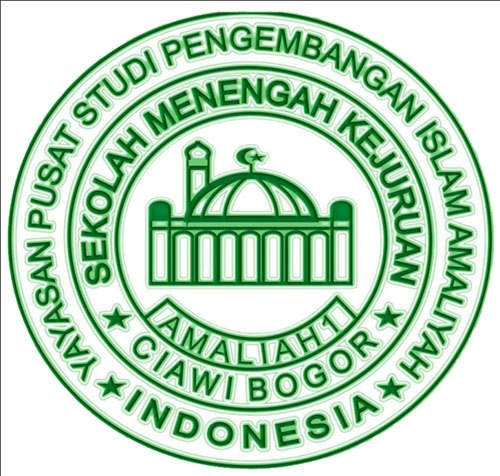 YAYASAN PUSAT STUDI PENGEMBANGAN ISLAM AMALIYAH
INDONESIA
SEKOLAH MENENGAH KEJURUAN
AMALIAH 1
CIAWI BOGOR